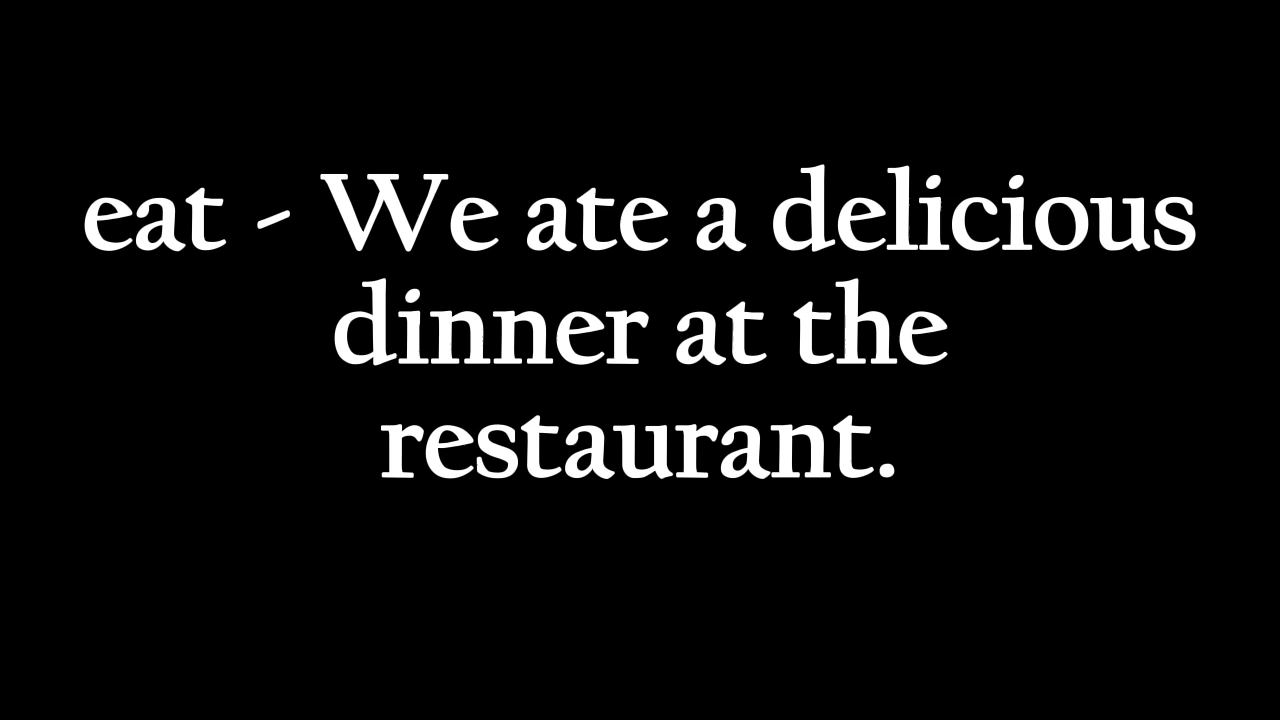 eat - We ate a delicious
dinner at the
restaurant.